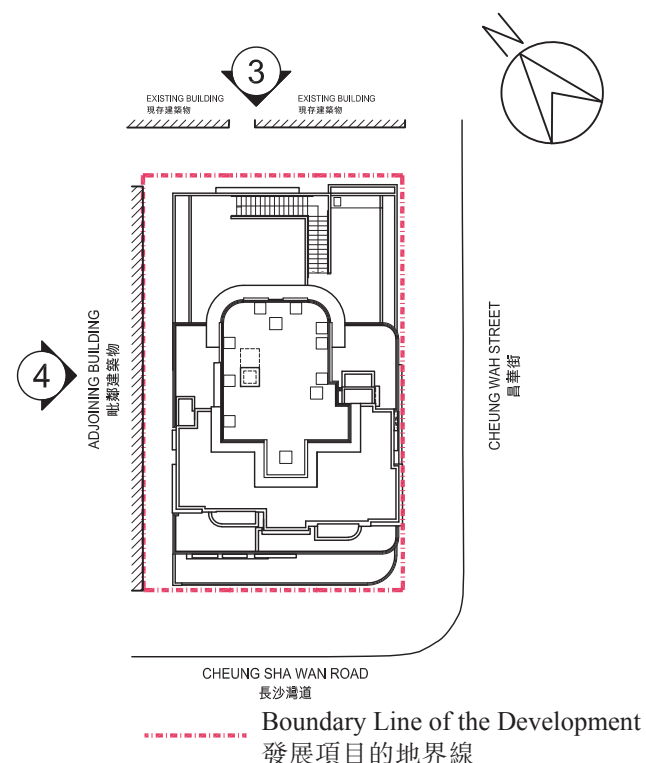 N
3
EXISTING BUILDING
現存建築物
EXISTING BUILDING
現存建築物
4
ADJOINING BUILDING
毗鄰建築物
CHEUNG WAH STREET
昌華街
CHEUNG SHA WAN ROAD
長沙灣道
Boundary Line of the Development
發展項目的地界線